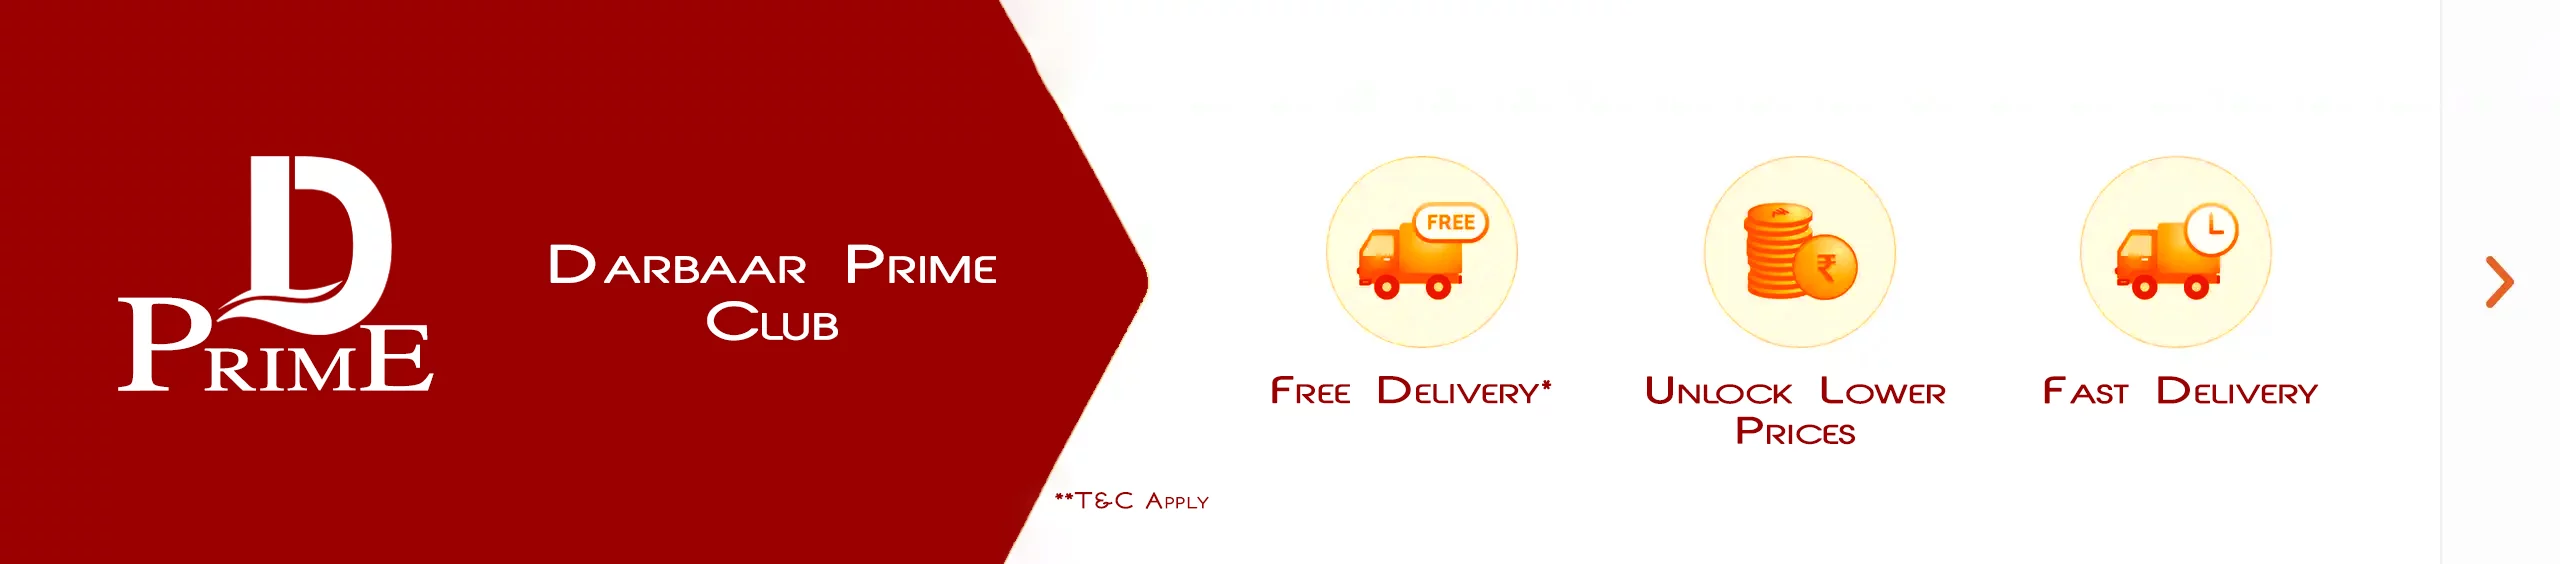 D
PRIME
DARBAAR PRIME
CLUB
FREE
₹
FREE DELIVERY*
UNLOCK LOWER
PRICES
FAST DELIVERY
**T&C APPLY